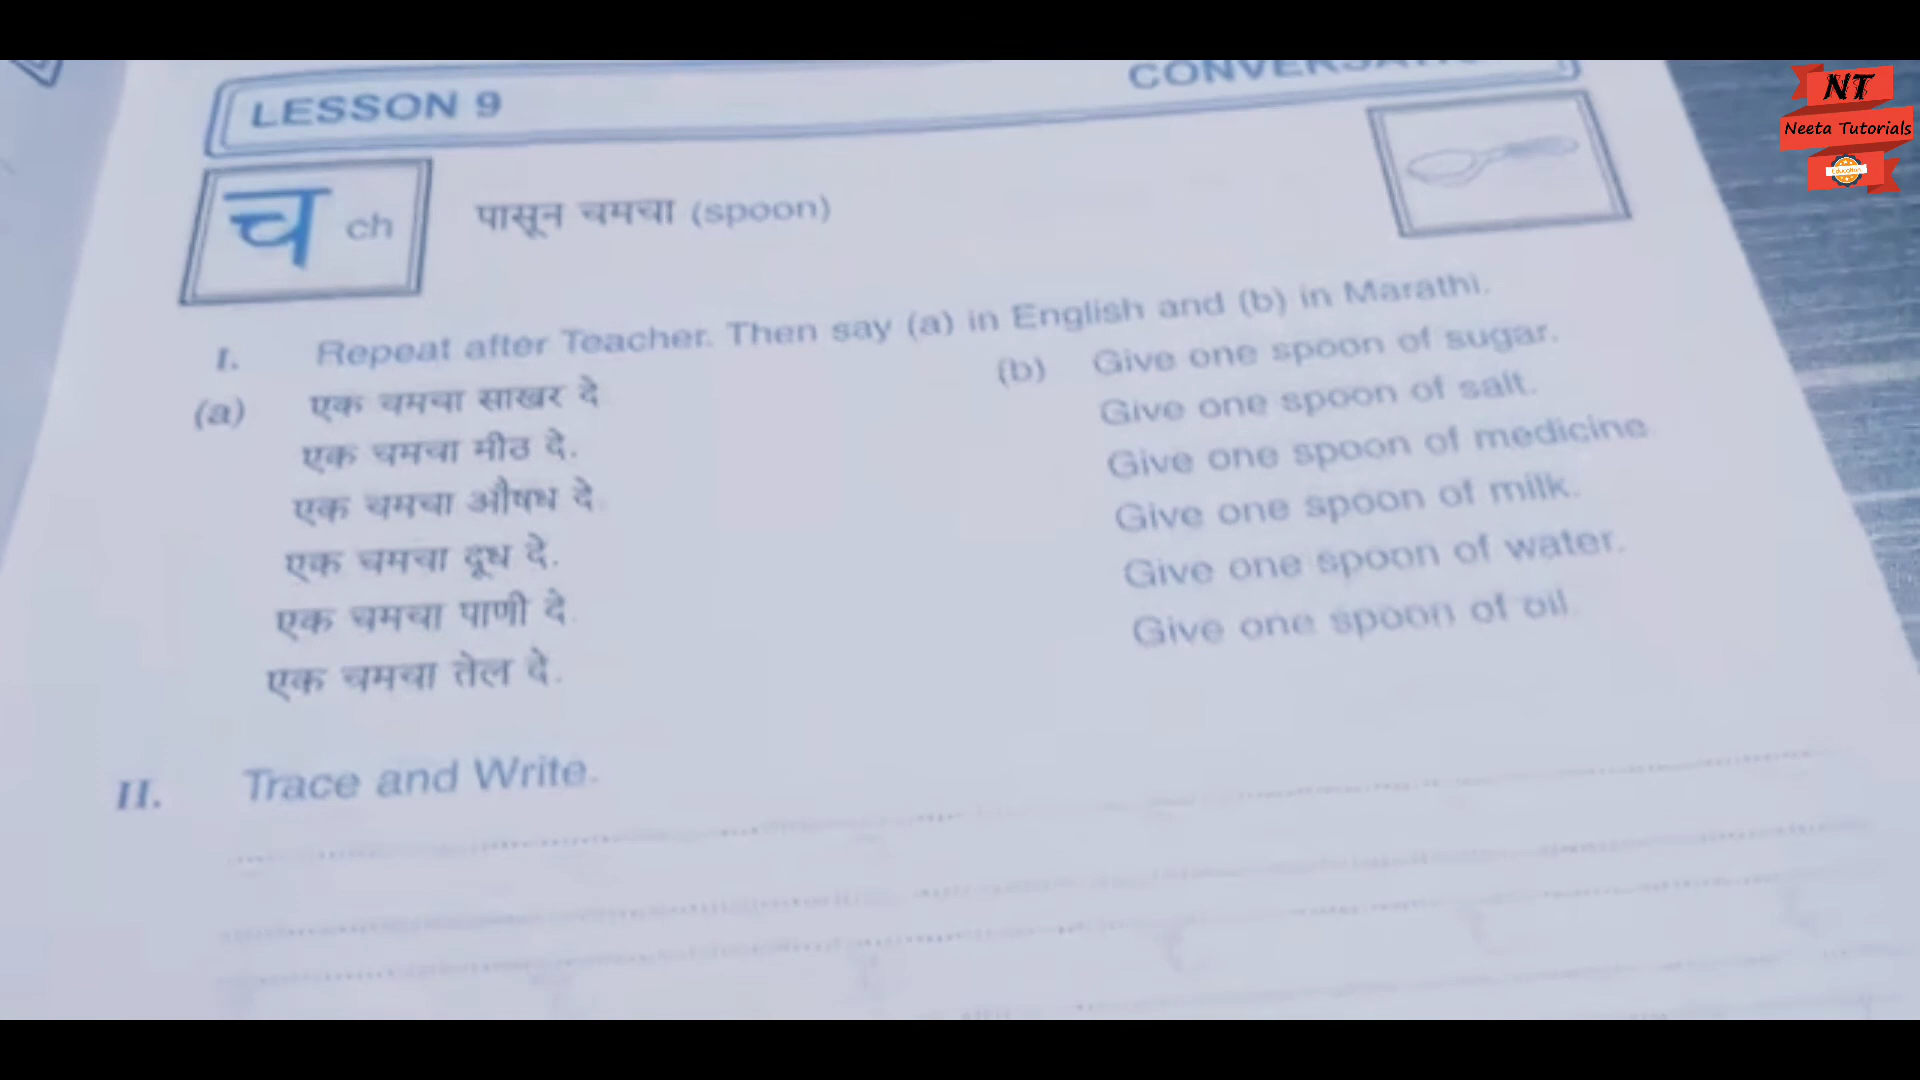 LESSON 9
च ch पासून चमचा (spoon)
I. Repeat after Teacher. Then say (a) in English and (b) in Marathi.
(a) एक चमचा साखर दे
एक चमचा मीठ दे.
एक चमचा औषध दे.
एक चमचा दूध दे.
एक चमचा पाणी दे.
एक चमचा तेल दे.
(b) Give one spoon of sugar.
Give one spoon of salt.
Give one spoon of medicine.
Give one spoon of milk.
Give one spoon of water.
Give one spoon of oil.
II. Trace and Write.
NT
Neeta Tutorials
Education